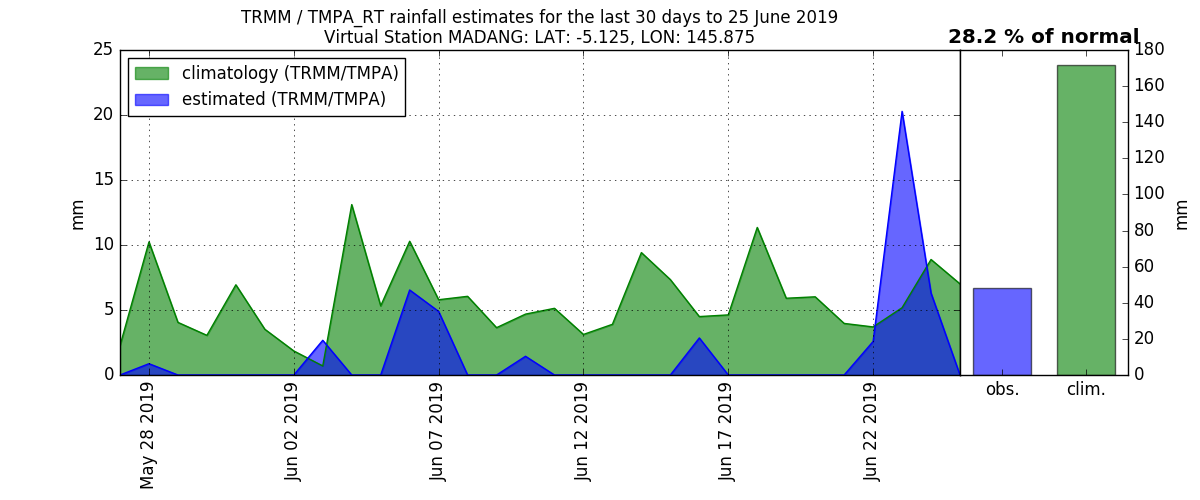 TRMM / TMPA_RT rainfall estimates for the last 30 days to 25 June 2019
Virtual Station MADANG: LAT: -5.125, LON: 145.875
28.2 % of normal
climatology (TRMM/TMPA)
estimated (TRMM/TMPA)
25
20
15
10
5
0
mm
May 28 2019
Jun 02 2019
Jun 07 2019
Jun 12 2019
Jun 17 2019
Jun 22 2019
180
160
140
120
100
80
60
40
20
0
mm
obs.
clim.